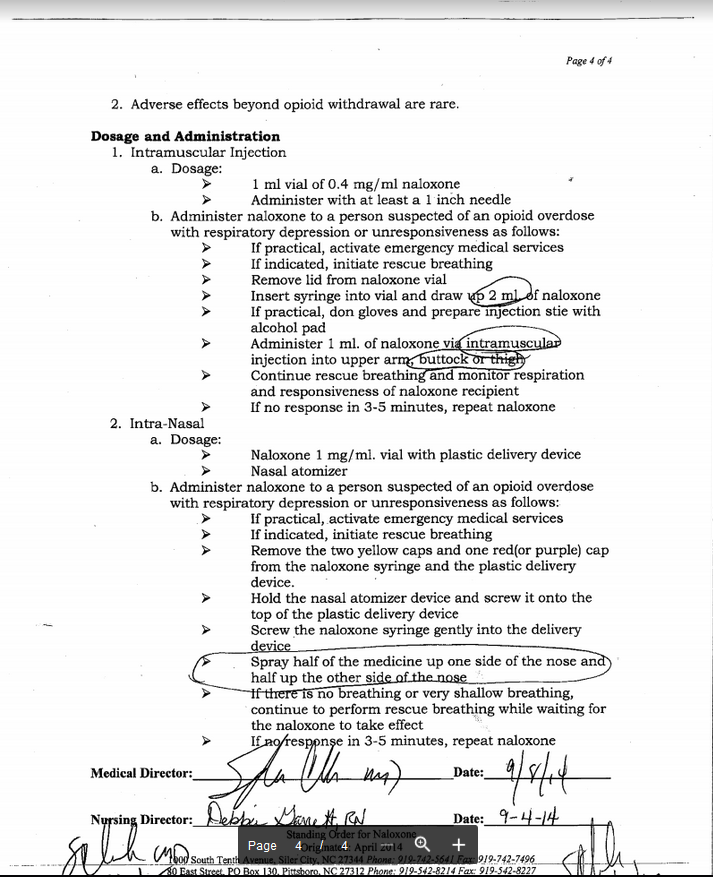 Page 4 of 4
2. Adverse effects beyond opioid withdrawal are rare.
Dosage and Administration
1. Intramuscular Injection
a. Dosage:
➢ 1 ml vial of 0.4 mg/ml naloxone
➢ Administer with at least a 1 inch needle
b. Administer naloxone to a person suspected of an opioid overdose
with respiratory depression or unresponsiveness as follows:
➢ If practical, activate emergency medical services
➢ If indicated, initiate rescue breathing
➢ Remove lid from naloxone vial
➢ Insert syringe into vial and draw up 2 ml. of naloxone
➢ If practical, don gloves and prepare injection stie with
alcohol pad
➢ Administer 1 ml. of naloxone via intramuscular
injection into upper arm, buttock or thigh
➢ Continue rescue breathing and monitor respiration
and responsiveness of naloxone recipient
➢ If no response in 3-5 minutes, repeat naloxone
2. Intra-Nasal
a. Dosage:
➢ Naloxone 1 mg/ml. vial with plastic delivery device
➢ Nasal atomizer
b. Administer naloxone to a person suspected of an opioid overdose
with respiratory depression or unresponsiveness as follows:
➢ If practical, activate emergency medical services
➢ If indicated, initiate rescue breathing
➢ Remove the two yellow caps and one red(or purple) cap
from the naloxone syringe and the plastic delivery
device.
➢ Hold the nasal atomizer device and screw it onto the
top of the plastic delivery device
➢ Screw the naloxone syringe gently into the delivery
device
➢ Spray half of the medicine up one side of the nose and
half up the other side of the nose
➢ If there is no breathing or very shallow breathing,
continue to perform rescue breathing while waiting for
the naloxone to take effect
➢ If no response in 3-5 minutes, repeat naloxone
Medical Director: MD Date: 9/8/14
Nursing Director: Debbie Garrett, RN Date: 9-4-14
Standing Order for Naloxone
Originated: April 2014
Page 4 / 4
1000 South Tenth Avenue, Siler City, NC 27344 Phone: 919-742-5641 Fax: 919-742-7496
80 East Street, PO Box 130, Pittsboro, NC 27312 Phone: 919-542-8214 Fax: 919-542-8227